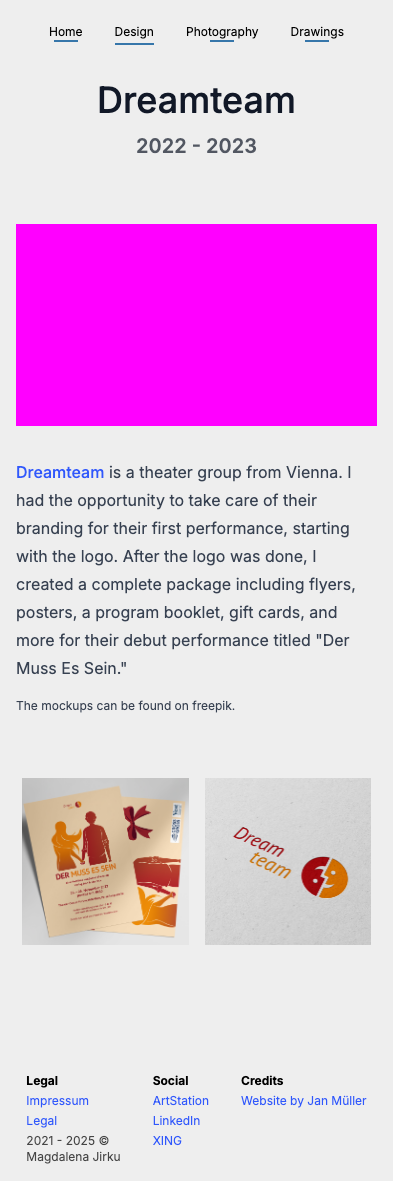 Home Design Photography Drawings
Dreamteam
2022 - 2023
Dreamteam is a theater group from Vienna. I
had the opportunity to take care of their
branding for their first performance, starting
with the logo. After the logo was done, I
created a complete package including flyers,
posters, a program booklet, gift cards, and
more for their debut performance titled "Der
Muss Es Sein."
The mockups can be found on freepik.
DER MUSS ES SEIN
Dream
team
Legal Social Credits
Impressum ArtStation Website by Jan Müller
Legal LinkedIn
2021 - 2025 © XING
Magdalena Jirku